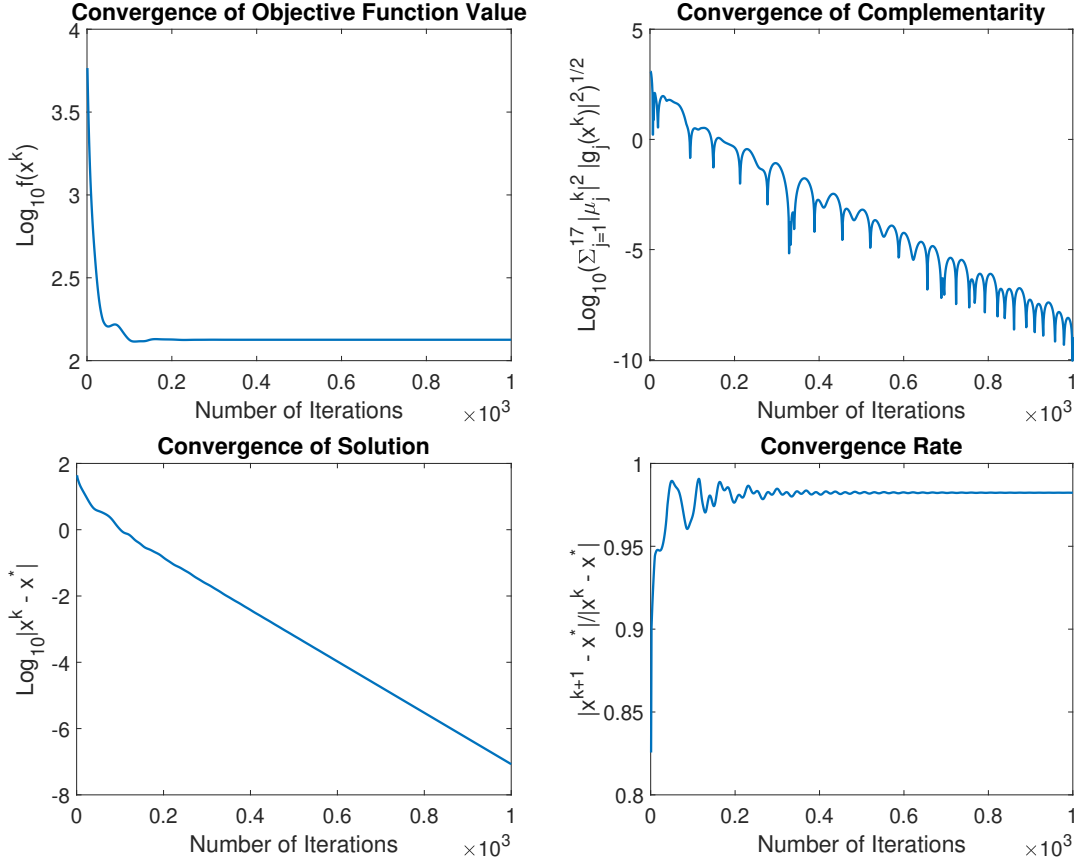 Convergence of Objective Function Value
4
3.5
3
2.5
2
Log10f(x^k)
0 0.2 0.4 0.6 0.8 1
Number of Iterations
×10^3
Convergence of Complementarity
5
0
-5
-10
Log10(Σ_{j=1}^{17}|μ_j^k|^2 |g_j(x^k)|^2)^{1/2}
0 0.2 0.4 0.6 0.8 1
Number of Iterations
×10^3
Convergence of Solution
2
0
-2
-4
-6
-8
Log10|x^k - x^*|
0 0.2 0.4 0.6 0.8 1
Number of Iterations
×10^3
Convergence Rate
1
0.95
0.9
0.85
0.8
|x^{k+1} - x^*|/|x^k - x^*|
0 0.2 0.4 0.6 0.8 1
Number of Iterations
×10^3